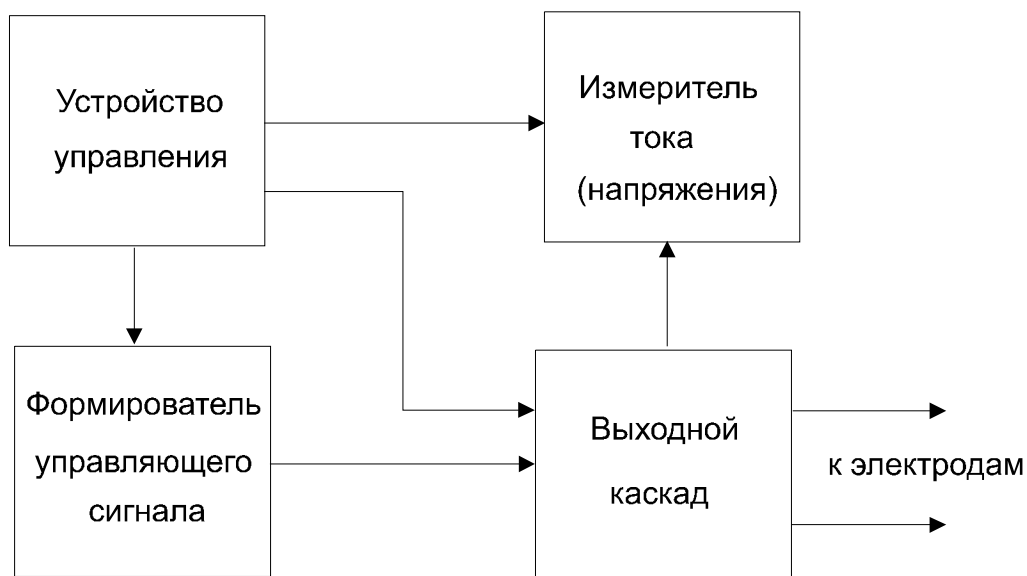 Устройство
управления
Измеритель
тока
(напряжения)
Формирователь
управляющего
сигнала
Выходной
каскад
к электродам